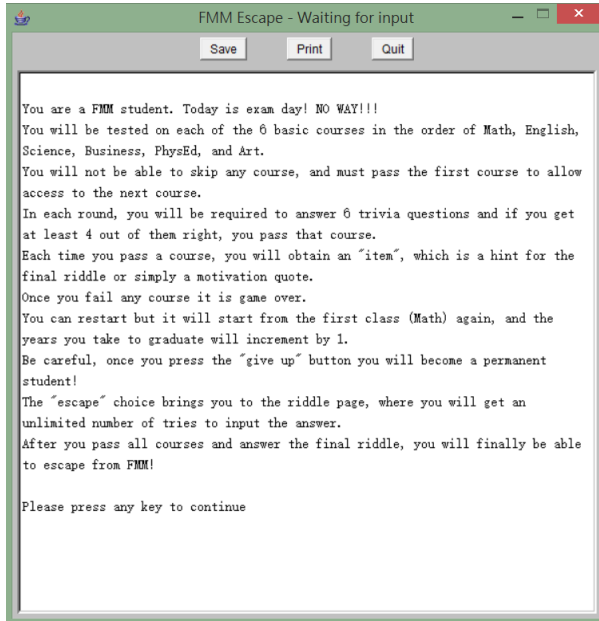 FMM Escape - Waiting for input
Save Print Quit
You are a FMM student. Today is exam day! NO WAY!!!
You will be tested on each of the 6 basic courses in the order of Math, English,
Science, Business, PhysEd, and Art.
You will not be able to skip any course, and must pass the first course to allow
access to the next course.
In each round, you will be required to answer 6 trivia questions and if you get
at least 4 out of them right, you pass that course.
Each time you pass a course, you will obtain an "item", which is a hint for the
final riddle or simply a motivation quote.
Once you fail any course it is game over.
You can restart but it will start from the first class (Math) again, and the
years you take to graduate will increment by 1.
Be careful, once you press the "give up" button you will become a permanent
student!
The "escape" choice brings you to the riddle page, where you will get an
unlimited number of tries to input the answer.
After you pass all courses and answer the final riddle, you will finally be able
to escape from FMM!
Please press any key to continue